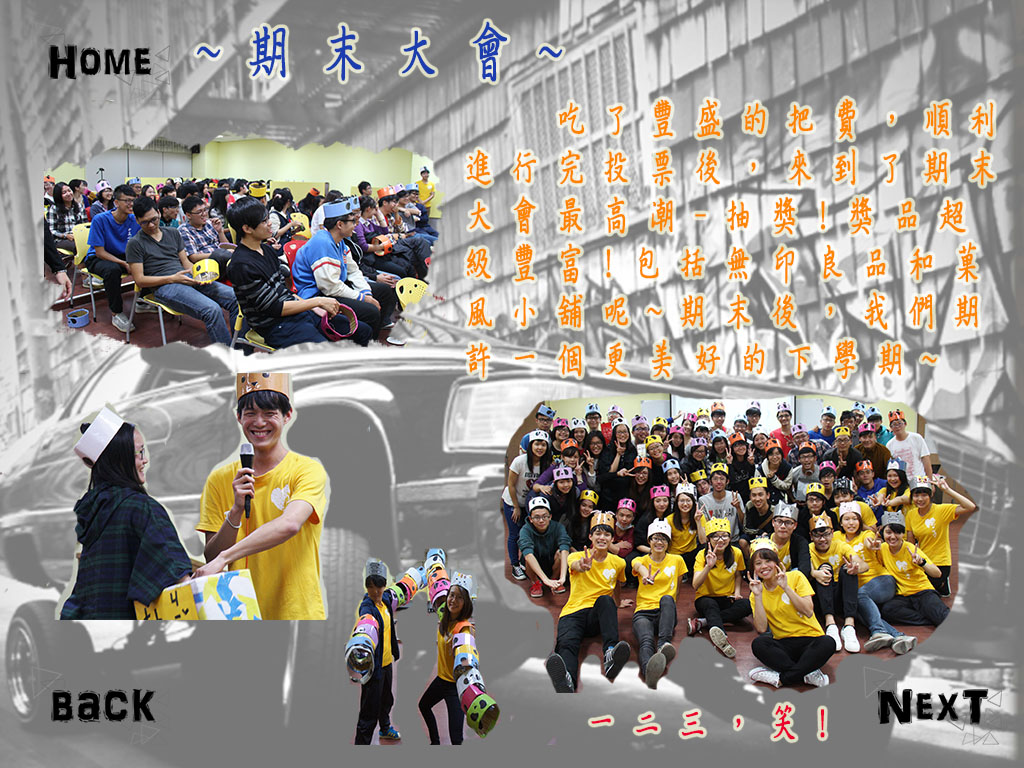 HOME
~期末大會~
吃了豐盛的把費，順利
進行完投票後，來到了期末
大會最高潮-抽獎!獎品超
級豐富!包括無印良品和菓
風小舖呢~期末後，我們期
許一個更美好的下學期~
BACK
一二三，笑!
NEXT